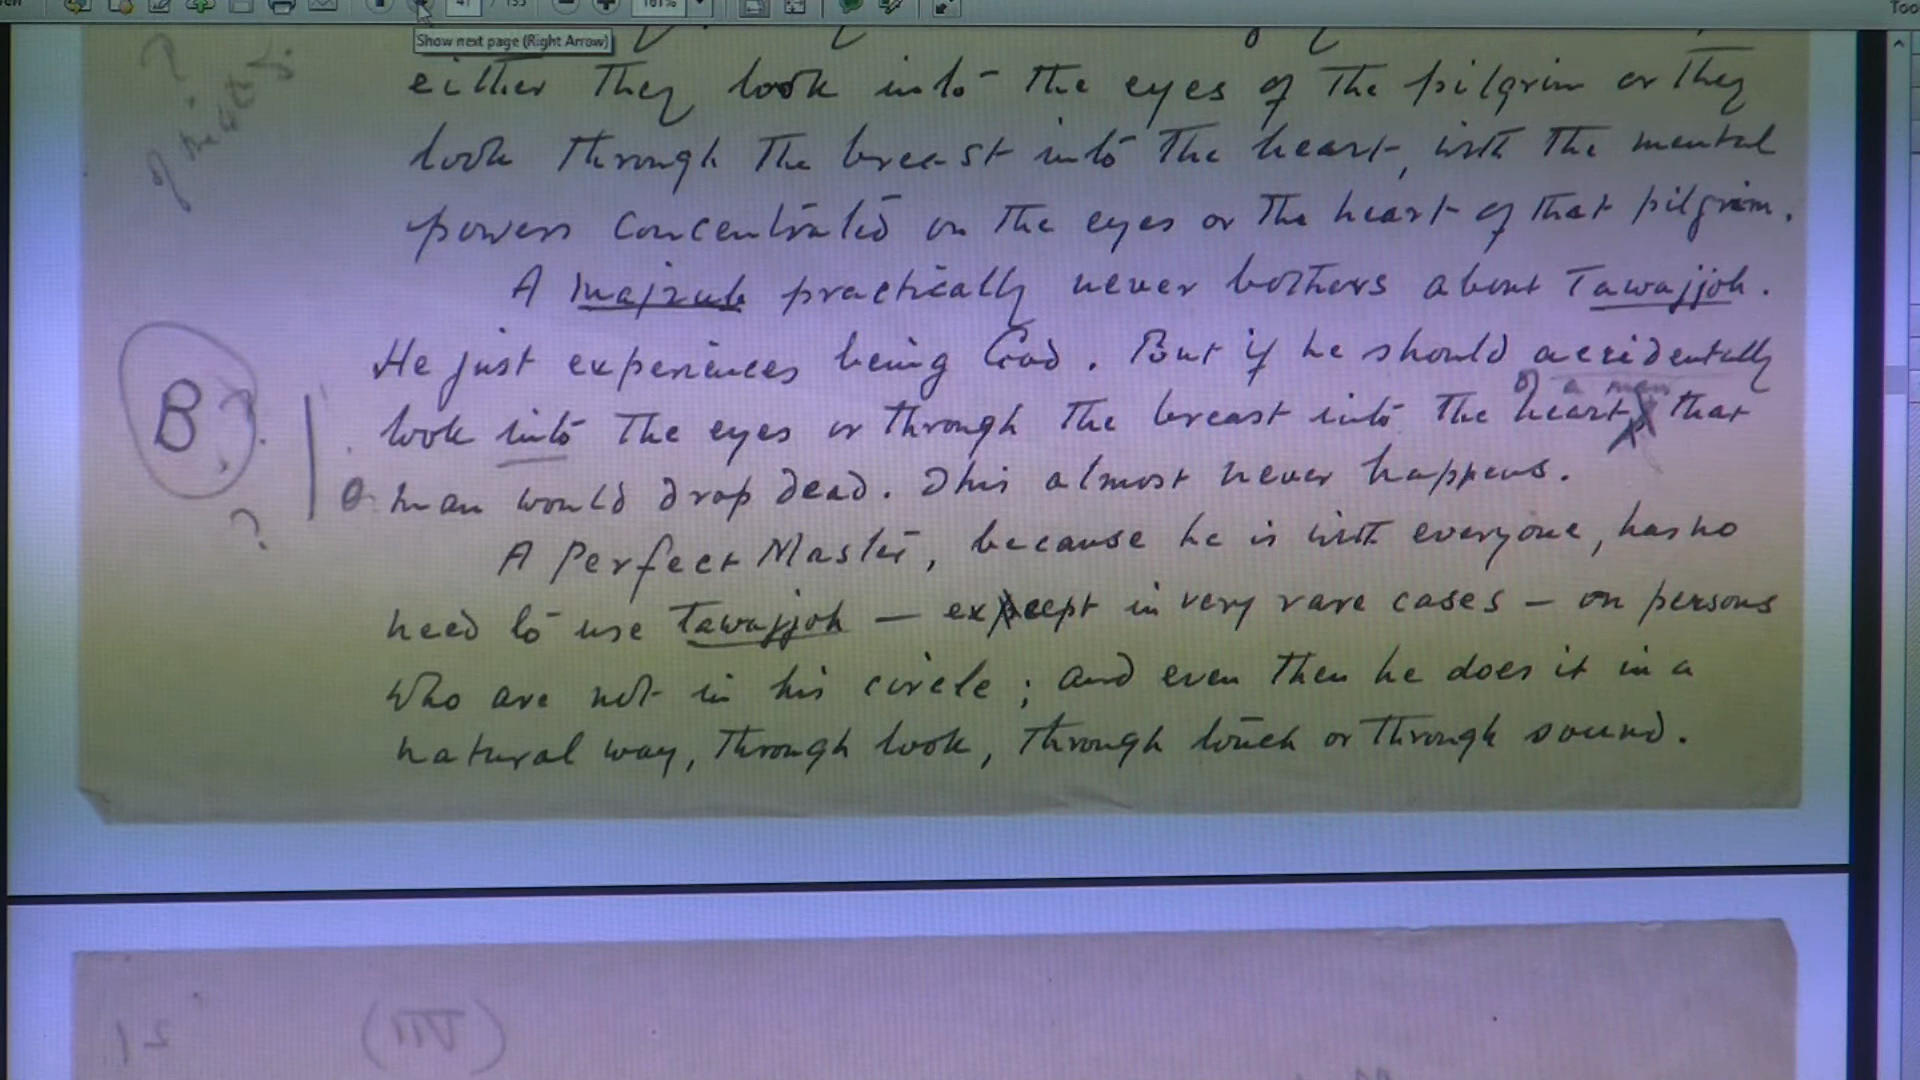 Show next page (Right Arrow)
either they look into the eyes of the pilgrim or they
look through the breast into the heart, with the mental
powers concentrated on the eyes or the heart of that pilgrim.
A majzub practically never bothers about Tawajjoh.
He just experiences being God. But if he should accidentally
of a man
look into the eyes or through the breast into the heart, that
man would drop dead. This almost never happens.
A Perfect Master, because he is with everyone, has no
need to use Tawajjoh — except in very rare cases — on persons
who are not in his circle; and even then he does it in a
natural way, through look, through touch or through sound.
B?
?
(VII)